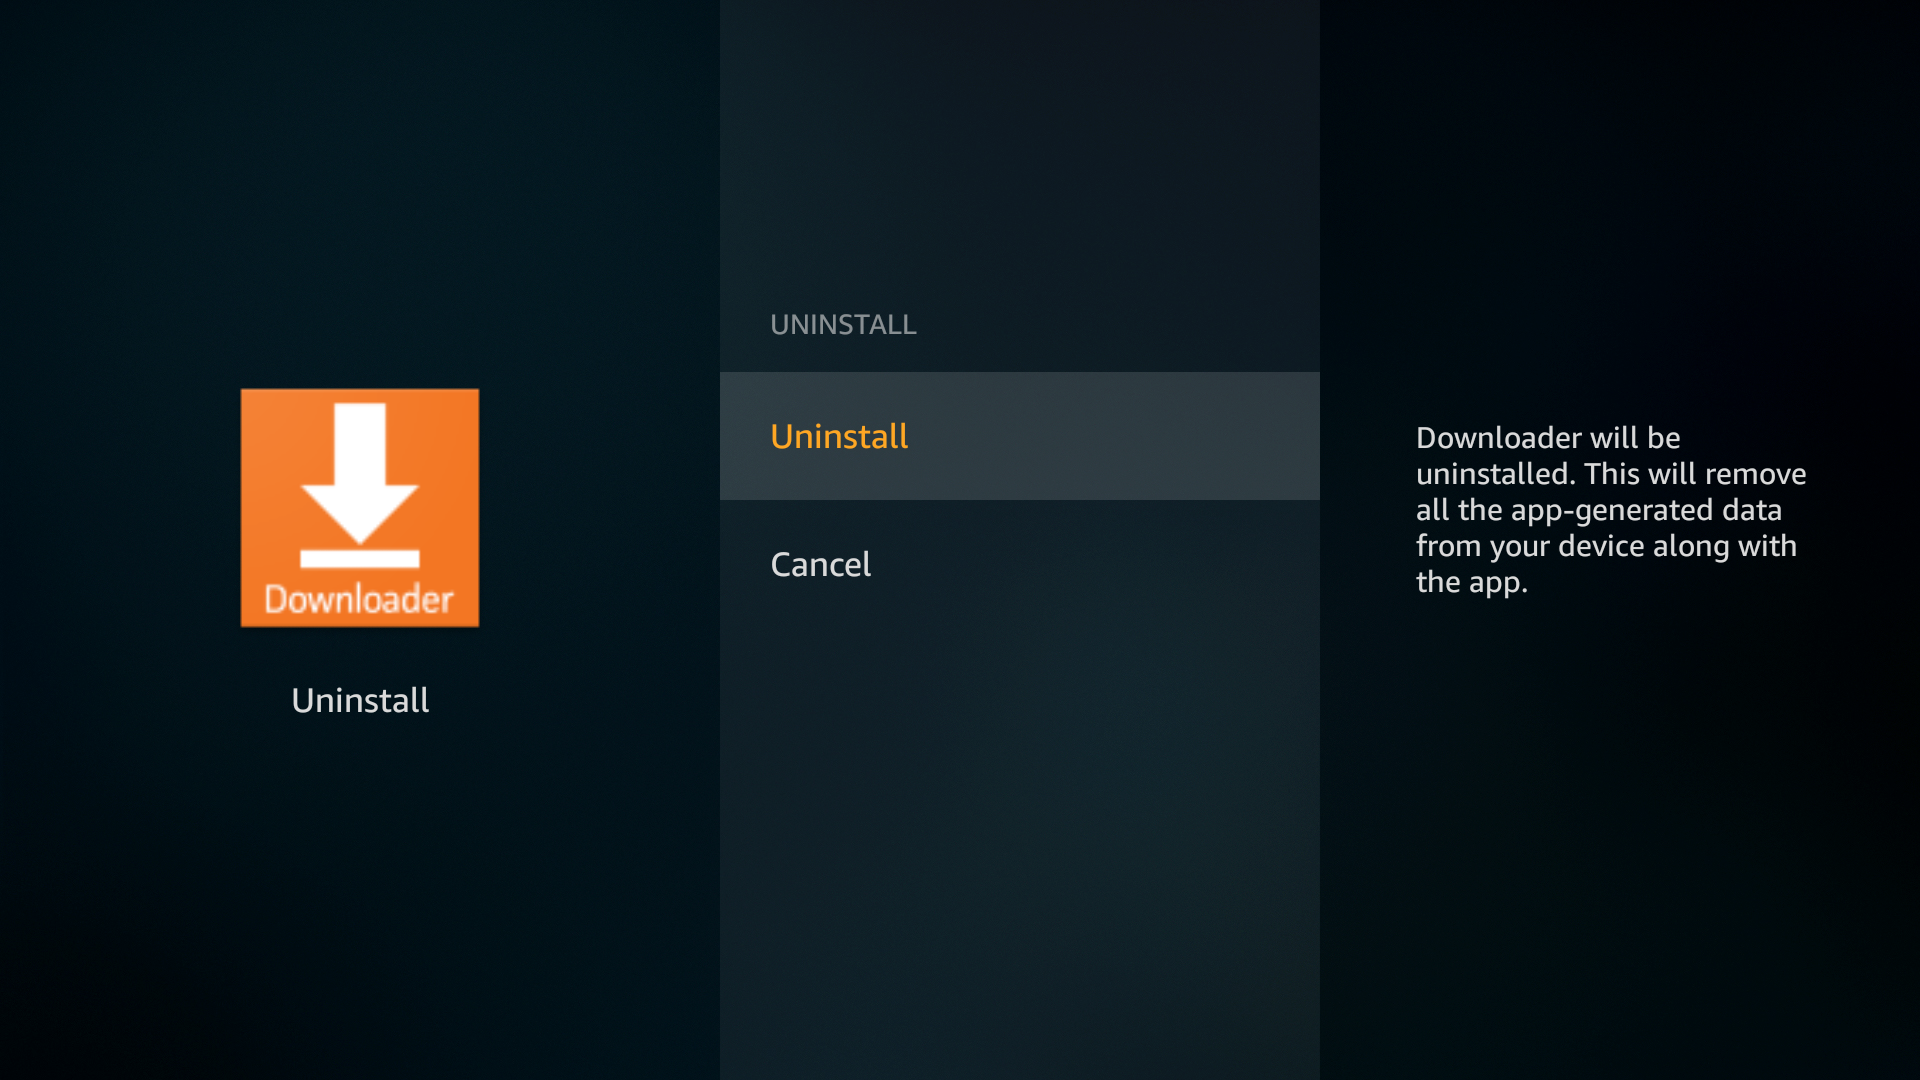 Downloader
Uninstall
UNINSTALL
Uninstall
Cancel
Downloader will be
uninstalled. This will remove
all the app-generated data
from your device along with
the app.